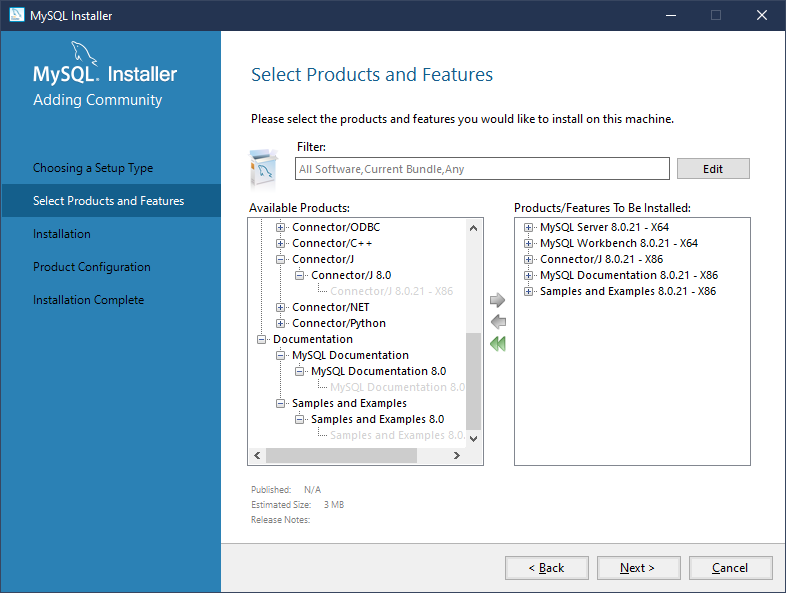 MySQL Installer
MySQL. Installer
Adding Community
Choosing a Setup Type
Select Products and Features
Installation
Product Configuration
Installation Complete
Select Products and Features
Please select the products and features you would like to install on this machine.
Filter:
All Software,Current Bundle,Any
Edit
Available Products:
Connector/ODBC
Connector/C++
Connector/J
Connector/J 8.0
Connector/J 8.0.21 - X86
Connector/NET
Connector/Python
Documentation
MySQL Documentation
MySQL Documentation 8.0
MySQL Documentation 8.0
Samples and Examples
Samples and Examples 8.0
Samples and Examples 8.0.
Products/Features To Be Installed:
MySQL Server 8.0.21 - X64
MySQL Workbench 8.0.21 - X64
Connector/J 8.0.21 - X86
MySQL Documentation 8.0.21 - X86
Samples and Examples 8.0.21 - X86
Published: N/A
Estimated Size: 3 MB
Release Notes:
< Back
Next >
Cancel